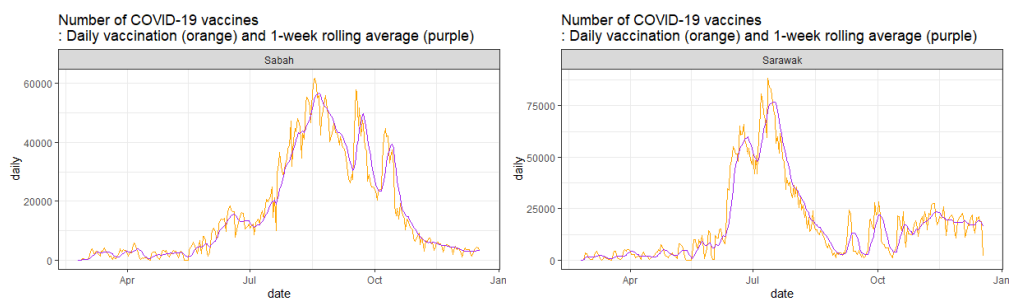 Number of COVID-19 vaccines
: Daily vaccination (orange) and 1-week rolling average (purple)
Sabah
60000
40000
20000
0
daily
Apr
Jul
Oct
Jan
date
Number of COVID-19 vaccines
: Daily vaccination (orange) and 1-week rolling average (purple)
Sarawak
75000
50000
25000
0
daily
Apr
Jul
Oct
Jan
date